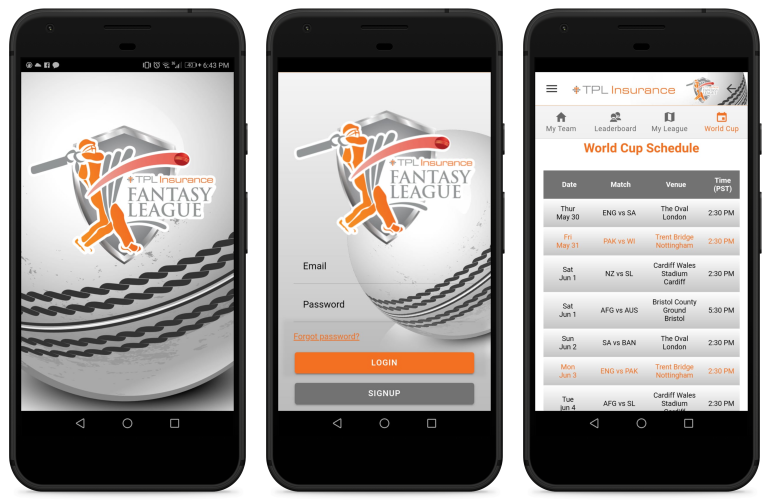 6:43 PM
TPL Insurance
FANTASY
LEAGUE
TPL Insurance
FANTASY
LEAGUE
Email
Password
Forgot password?
LOGIN
SIGNUP
TPL Insurance
My Team Leaderboard My League World Cup
World Cup Schedule
Date Match Venue Time (PST)
Thur May 30 ENG vs SA The Oval London 2:30 PM
Fri May 31 PAK vs WI Trent Bridge Nottingham 2:30 PM
Sat Jun 1 NZ vs SL Cardiff Wales Stadium Cardiff 2:30 PM
Sat Jun 1 AFG vs AUS Bristol County Ground Bristol 5:30 PM
Sun Jun 2 SA vs BAN The Oval London 2:30 PM
Mon Jun 3 ENG vs PAK Trent Bridge Nottingham 2:30 PM
Tue Jun 4 AFG vs SL Cardiff Wales Stadium Cardiff 2:30 PM